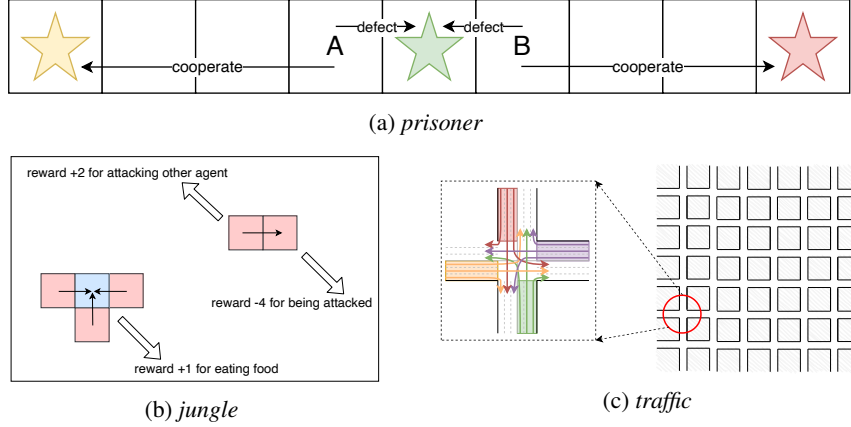 A
defect
defect
B
cooperate
cooperate
(a) prisoner
reward +2 for attacking other agent
reward -4 for being attacked
reward +1 for eating food
(b) jungle
(c) traffic